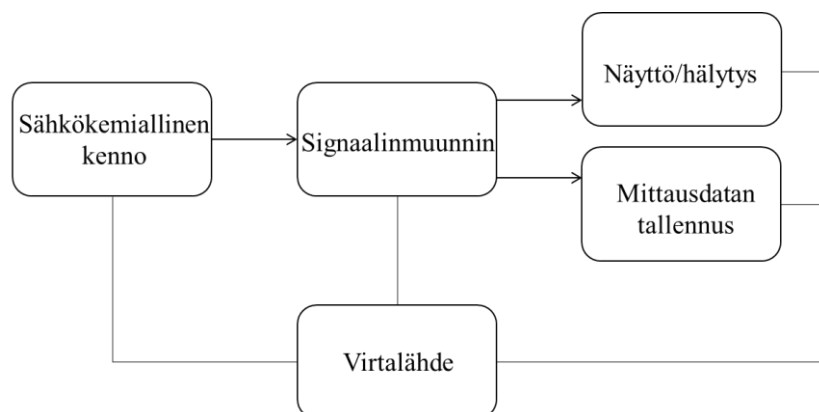 Sähkökemiallinen
kenno
Signaalinmuunnin
Näyttö/hälytys
Mittausdatan
tallennus
Virtalähde